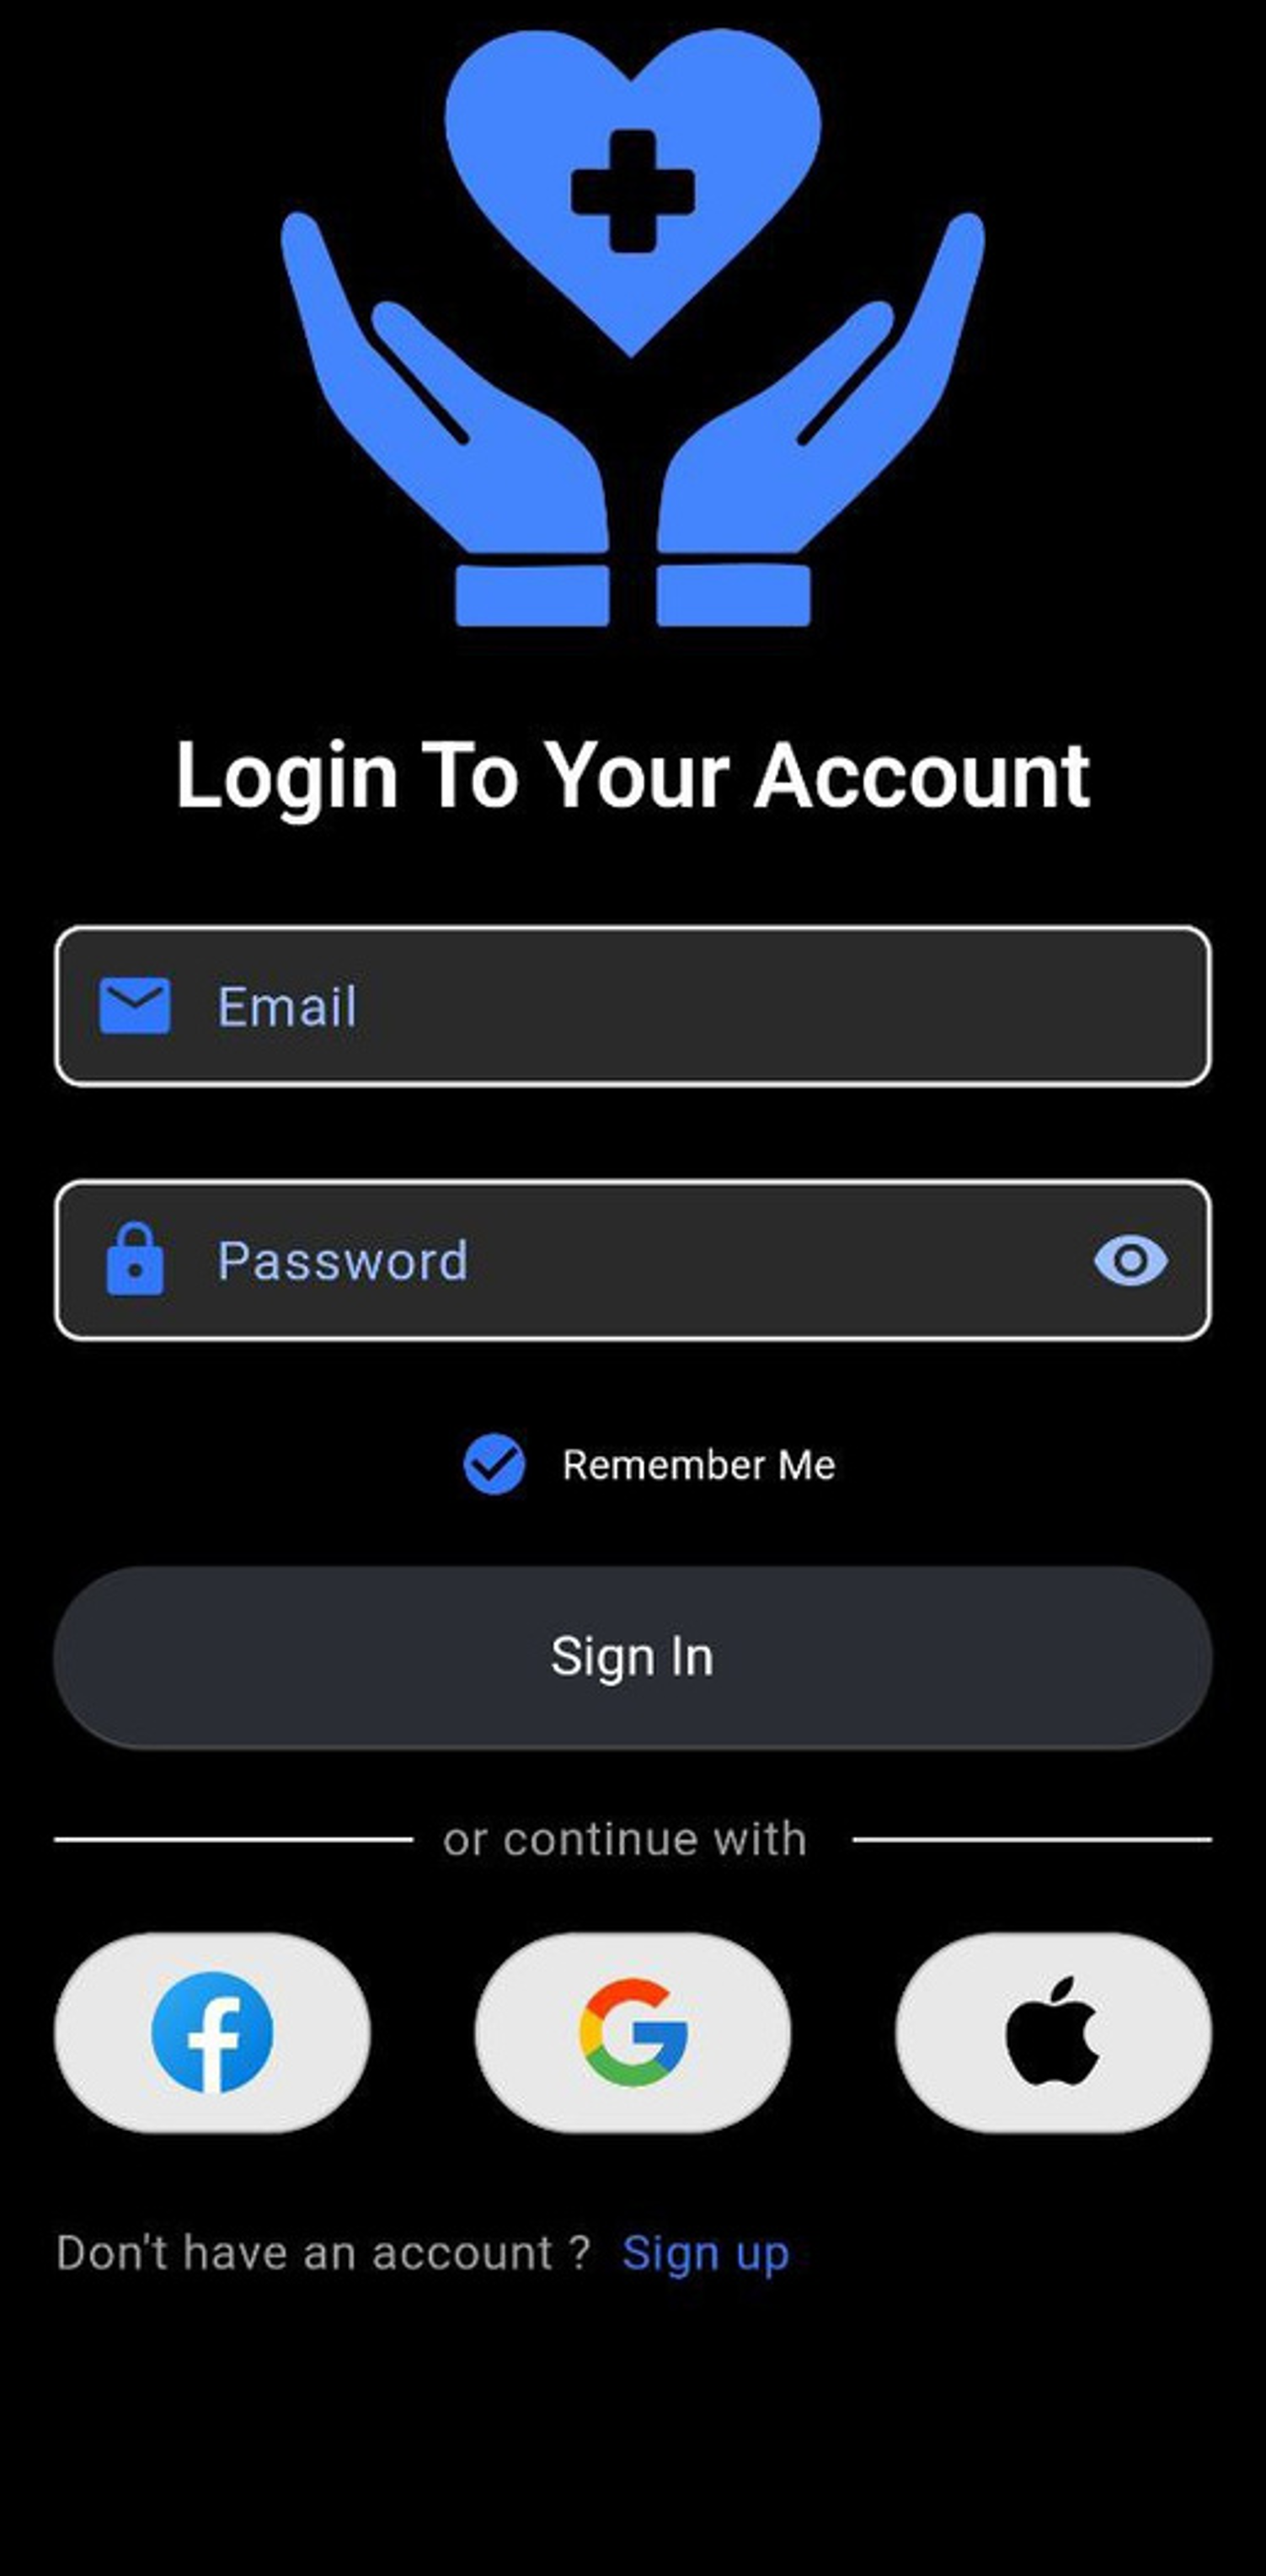 Login To Your Account
Email
Password
Remember Me
Sign In
or continue with
Don't have an account ? Sign up